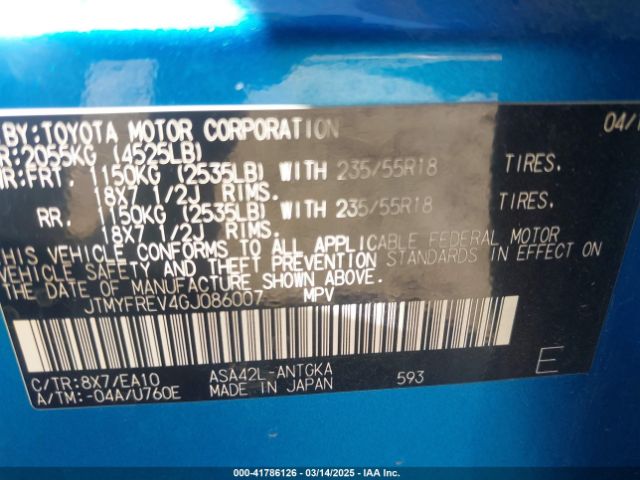 BY:TOYOTA MOTOR CORPORATION 04/1
R:2055KG (4525LB)
R:FRT. 1150KG (2535LB) WITH 235/55R18 TIRES.
18X7 1/2J RIMS.
RR. 1150KG (2535LB) WITH 235/55R18 TIRES.
18X7 1/2J RIMS.
HIS VEHICLE CONFORMS TO ALL APPLICABLE FEDERAL MOTOR
VEHICLE SAFETY AND THEFT PREVENTION STANDARDS IN EFFECT ON
THE DATE OF MANUFACTURE SHOWN ABOVE.
JTMYFREV4GJ086007 MPV
C/TR:8X7/EA10 ASA42L-ANTGKA E
A/TM:-04A/U760E MADE IN JAPAN 593
000-41786126 - 03/14/2025 - IAA Inc.